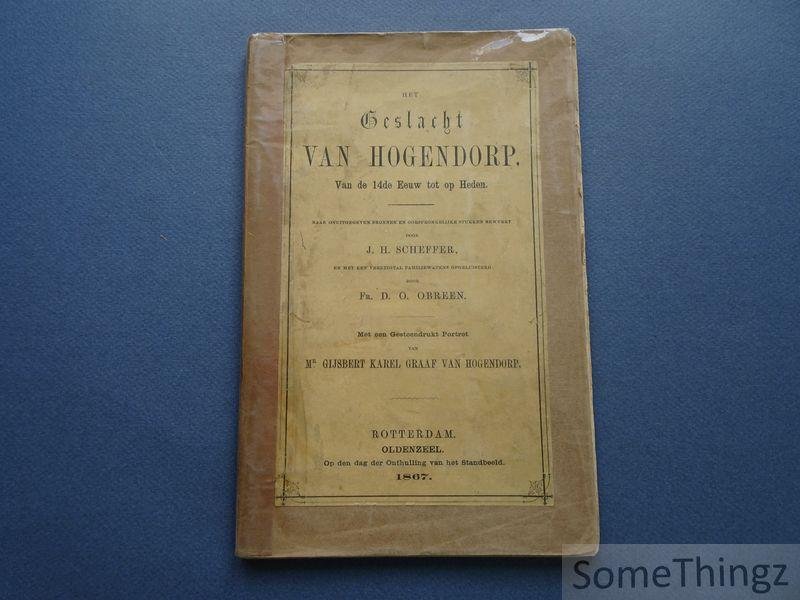 HET
Geslacht
VAN HOGENDORP.
Van de 14de Eeuw tot op Heden.
NAAR ONUITGEGEVEN BRONNEN EN OORSPRONKELIJKE STUKKEN BEWERKT
DOOR
J. H. SCHEFFER,
EN MET EEN VEERTIGTAL FAMILIEWAPENS OPGELUISTERD
DOOR
FR. D. O. OBREEN.
Met een Gesteendrukt Portret
VAN
MR GIJSBERT KAREL GRAAF VAN HOGENDORP.
ROTTERDAM.
OLDENZEEL.
Op den dag der Onthulling van het Standbeeld.
1867.
SomeThingz